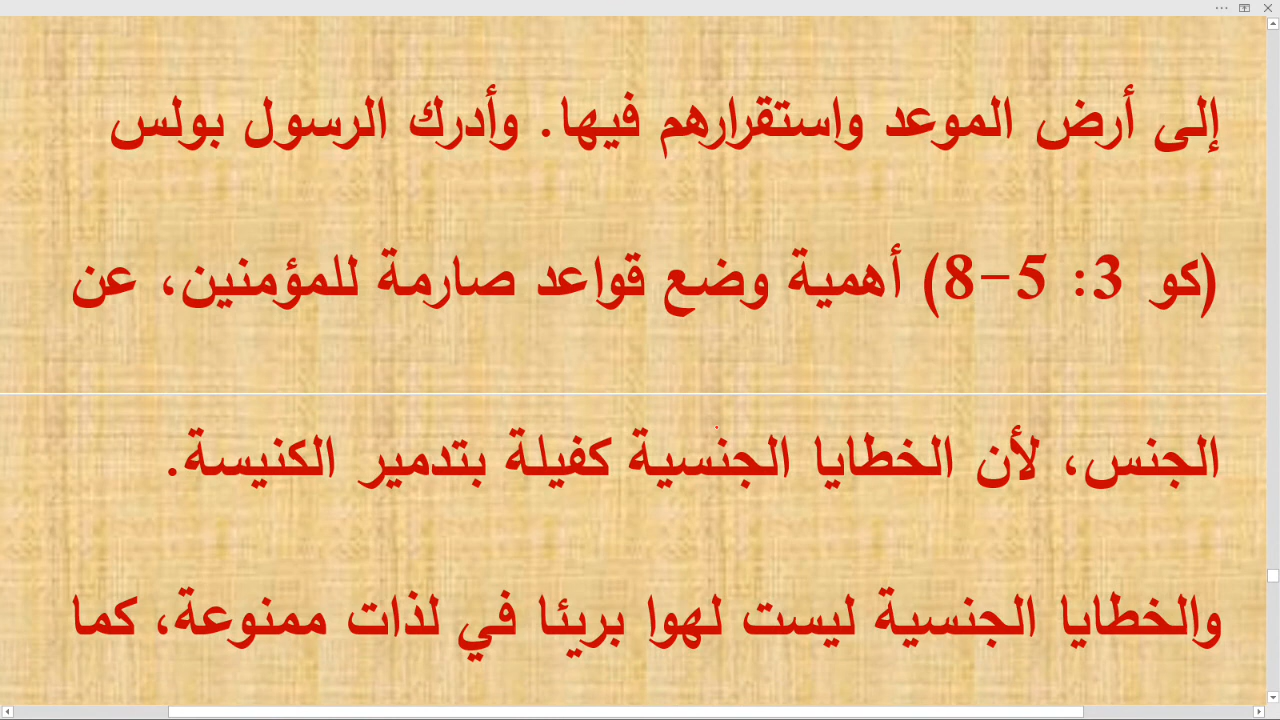 إلى أرض الموعد واستقرارهم فيها. وأدرك الرسول بولس
(كو 3: 5-8) أهمية وضع قواعد صارمة للمؤمنين، عن
الجنس، لأن الخطايا الجنسية كفيلة بتدمير الكنيسة.
والخطايا الجنسية ليست لهوا بريئا في لذات ممنوعة، كما